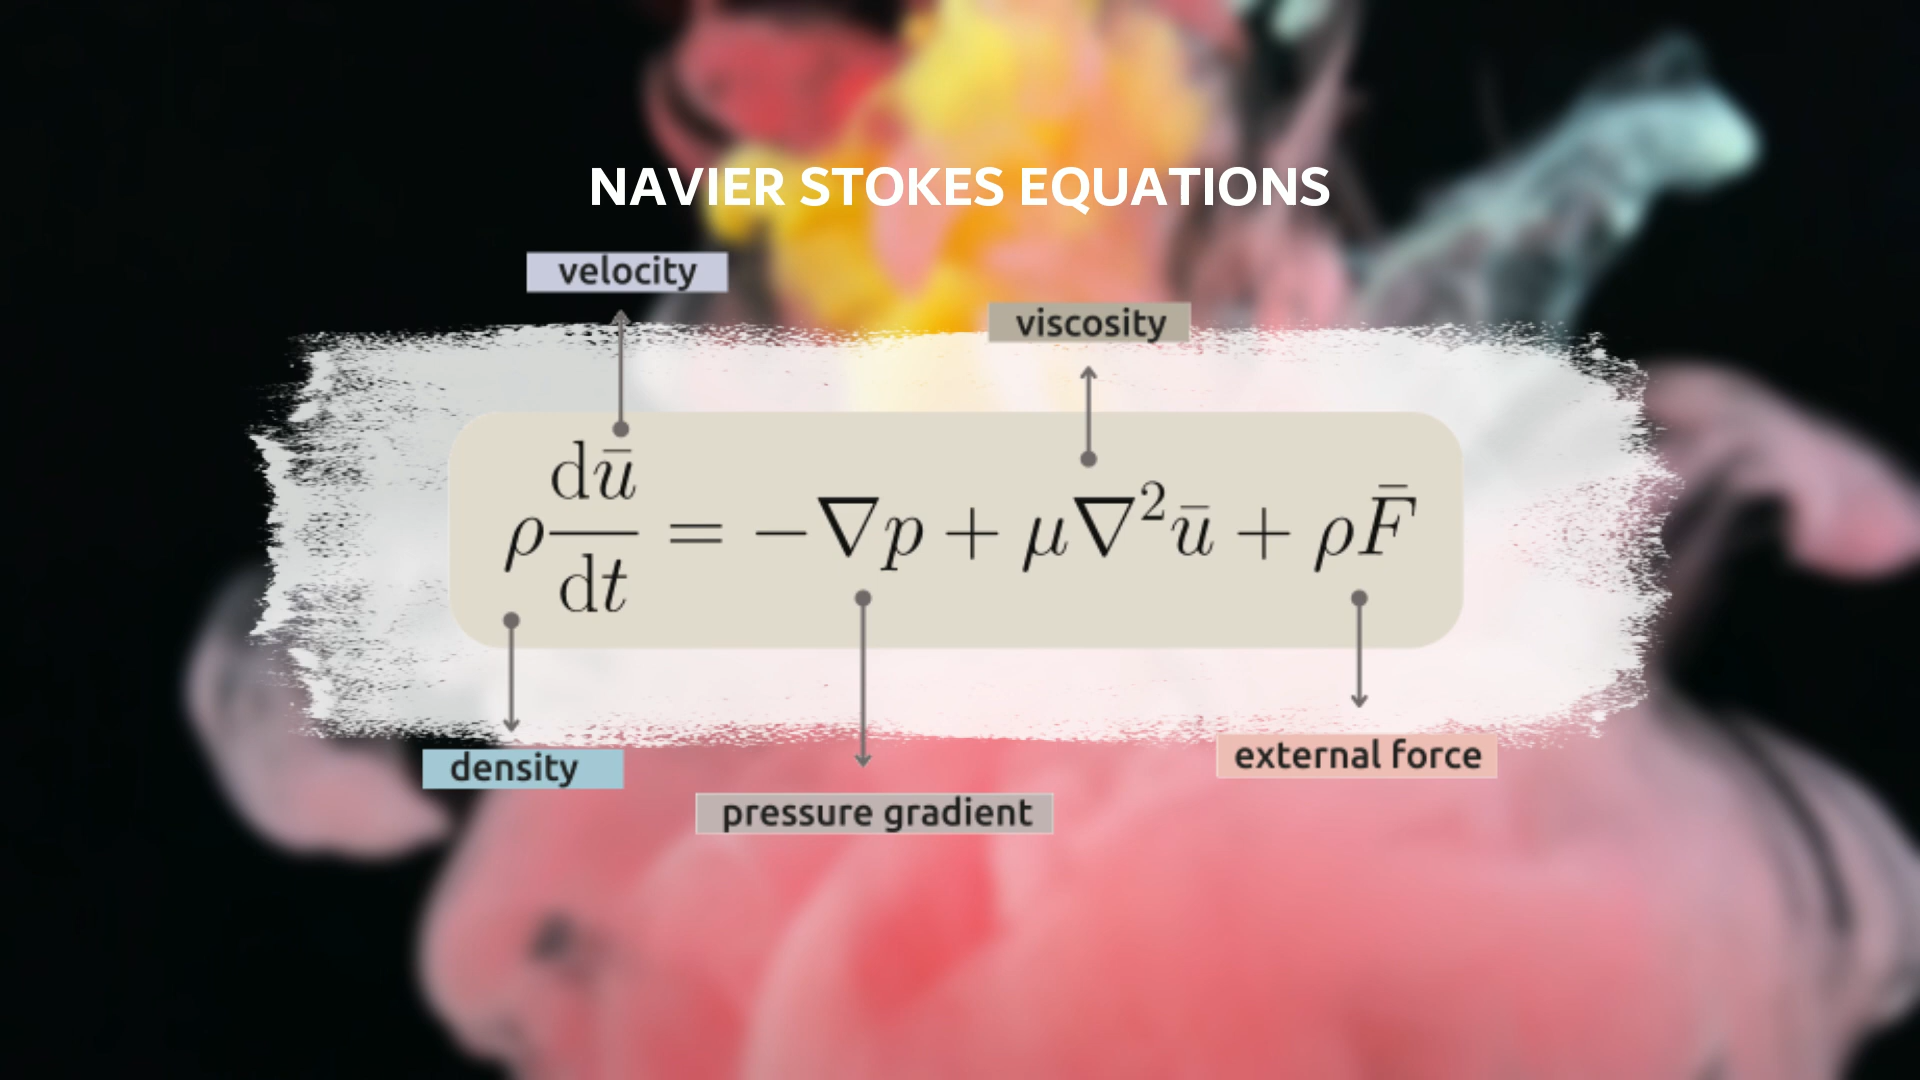 NAVIER STOKES EQUATIONS
velocity
viscosity
ρ dū/dt = −∇p + μ∇²ū + ρF̄
density
external force
pressure gradient